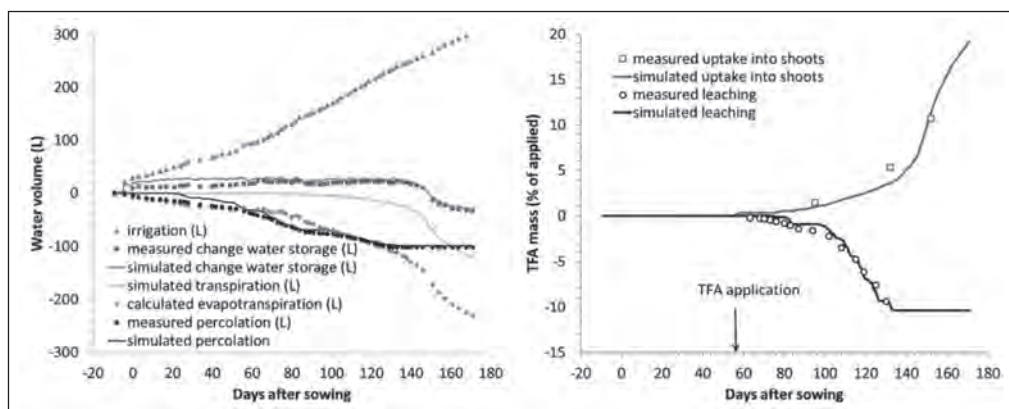 300
200
100
0
-100
-200
-300
Water volume (L)
irrigation (L)
measured change water storage (L)
simulated change water storage (L)
simulated transpiration (L)
calculated evapotranspiration (L)
measured percolation (L)
simulated percolation
-20 0 20 40 60 80 100 120 140 160 180
Days after sowing
20
15
10
5
0
-5
-10
-15
TFA mass (% of applied)
measured uptake into shoots
simulated uptake into shoots
measured leaching
simulated leaching
TFA application
-20 0 20 40 60 80 100 120 140 160 180
Days after sowing